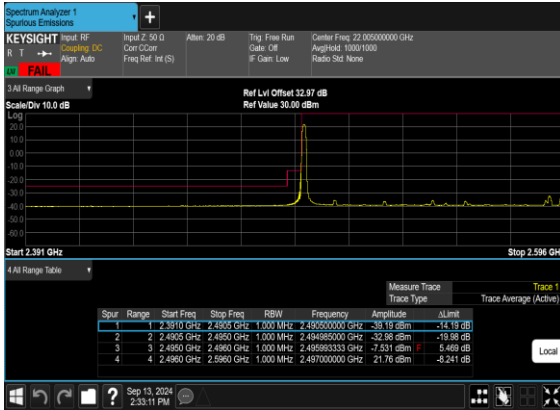 Spectrum Analyzer 1
Spurious Emissions
KEYSIGHT
R T
Input: RF
Coupling: DC
Align: Auto
Input Z: 50 Ω
Corr CCorr
Freq Ref: Int (S)
Atten: 20 dB
Trig: Free Run
Gate: Off
IF Gain: Low
Center Freq: 22.005000000 GHz
Avg|Hold: 1000/1000
Radio Std: None
FAIL
3 All Range Graph
Scale/Div 10.0 dB
Ref Lvl Offset 32.97 dB
Ref Value 30.00 dBm
Log
20.0
10.0
0.00
-10.0
-20.0
-30.0
-40.0
-50.0
-60.0
Start 2.391 GHz
Stop 2.596 GH
4 All Range Table
Measure Trace Trace 1
Trace Type Trace Average (Active)
Spur Range Start Freq Stop Freq RBW Frequency Amplitude ΔLimit
1 1 2.3910 GHz 2.4905 GHz 1.000 MHz 2.490500000 GHz -39.19 dBm -14.19 dB
2 2 2.4905 GHz 2.4950 GHz 1.000 MHz 2.494985000 GHz -32.98 dBm -19.98 dB
3 3 2.4950 GHz 2.4960 GHz 1.000 MHz 2.495993333 GHz -7.531 dBm F 5.469 dB
4 4 2.4960 GHz 2.5960 GHz 1.000 MHz 2.497000000 GHz 21.76 dBm -8.241 dB
Local
Sep 13, 2024
2:33:11 PM